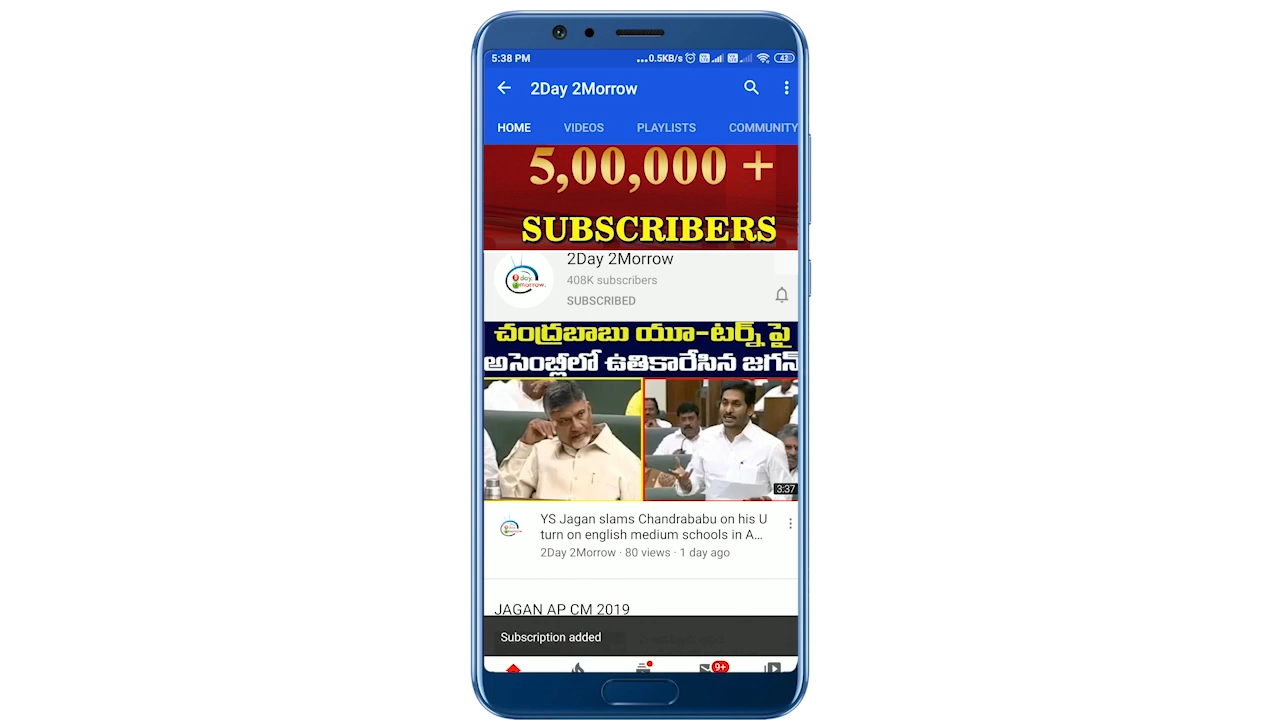 5:38 PM
...0.5KB/s
42
2Day 2Morrow
HOME VIDEOS PLAYLISTS COMMUNITY
5,00,000 +
SUBSCRIBERS
2Day 2Morrow
408K subscribers
SUBSCRIBED
చంద్రబాబు యూ-టర్న్ పై
అసెంబ్లీలో ఉతికారేసిన జగన్
3:37
YS Jagan slams Chandrababu on his U
turn on english medium schools in A...
2Day 2Morrow · 80 views · 1 day ago
JAGAN AP CM 2019
Subscription added
9+